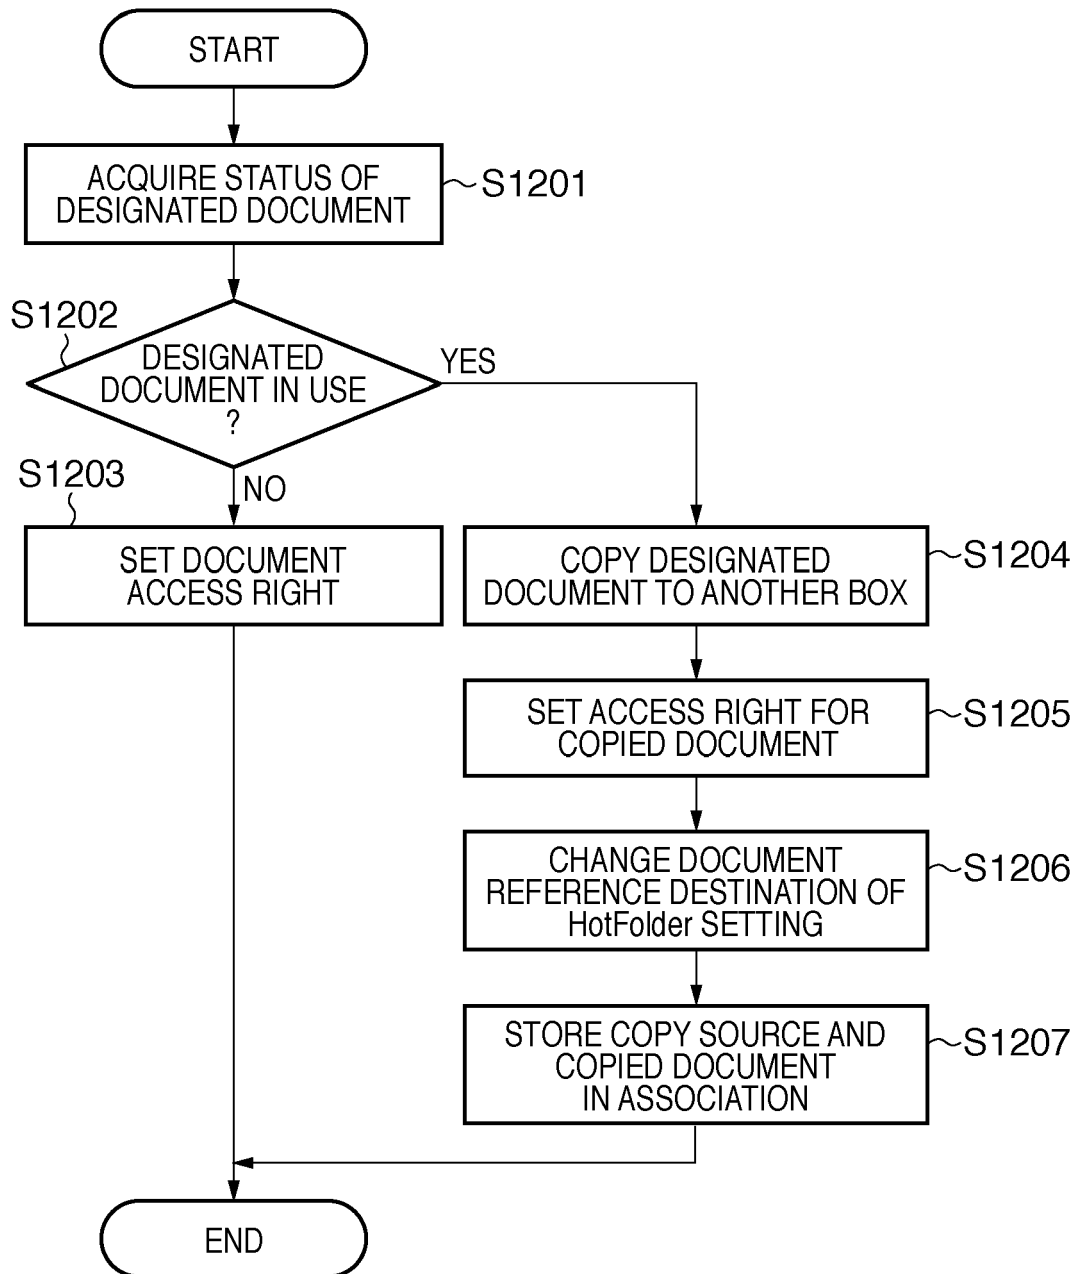 START
ACQUIRE STATUS OF
DESIGNATED DOCUMENT
S1201
S1202
DESIGNATED
DOCUMENT IN USE
?
YES
NO
S1203
SET DOCUMENT
ACCESS RIGHT
COPY DESIGNATED
DOCUMENT TO ANOTHER BOX
S1204
SET ACCESS RIGHT FOR
COPIED DOCUMENT
S1205
CHANGE DOCUMENT
REFERENCE DESTINATION OF
HotFolder SETTING
S1206
STORE COPY SOURCE AND
COPIED DOCUMENT
IN ASSOCIATION
S1207
END